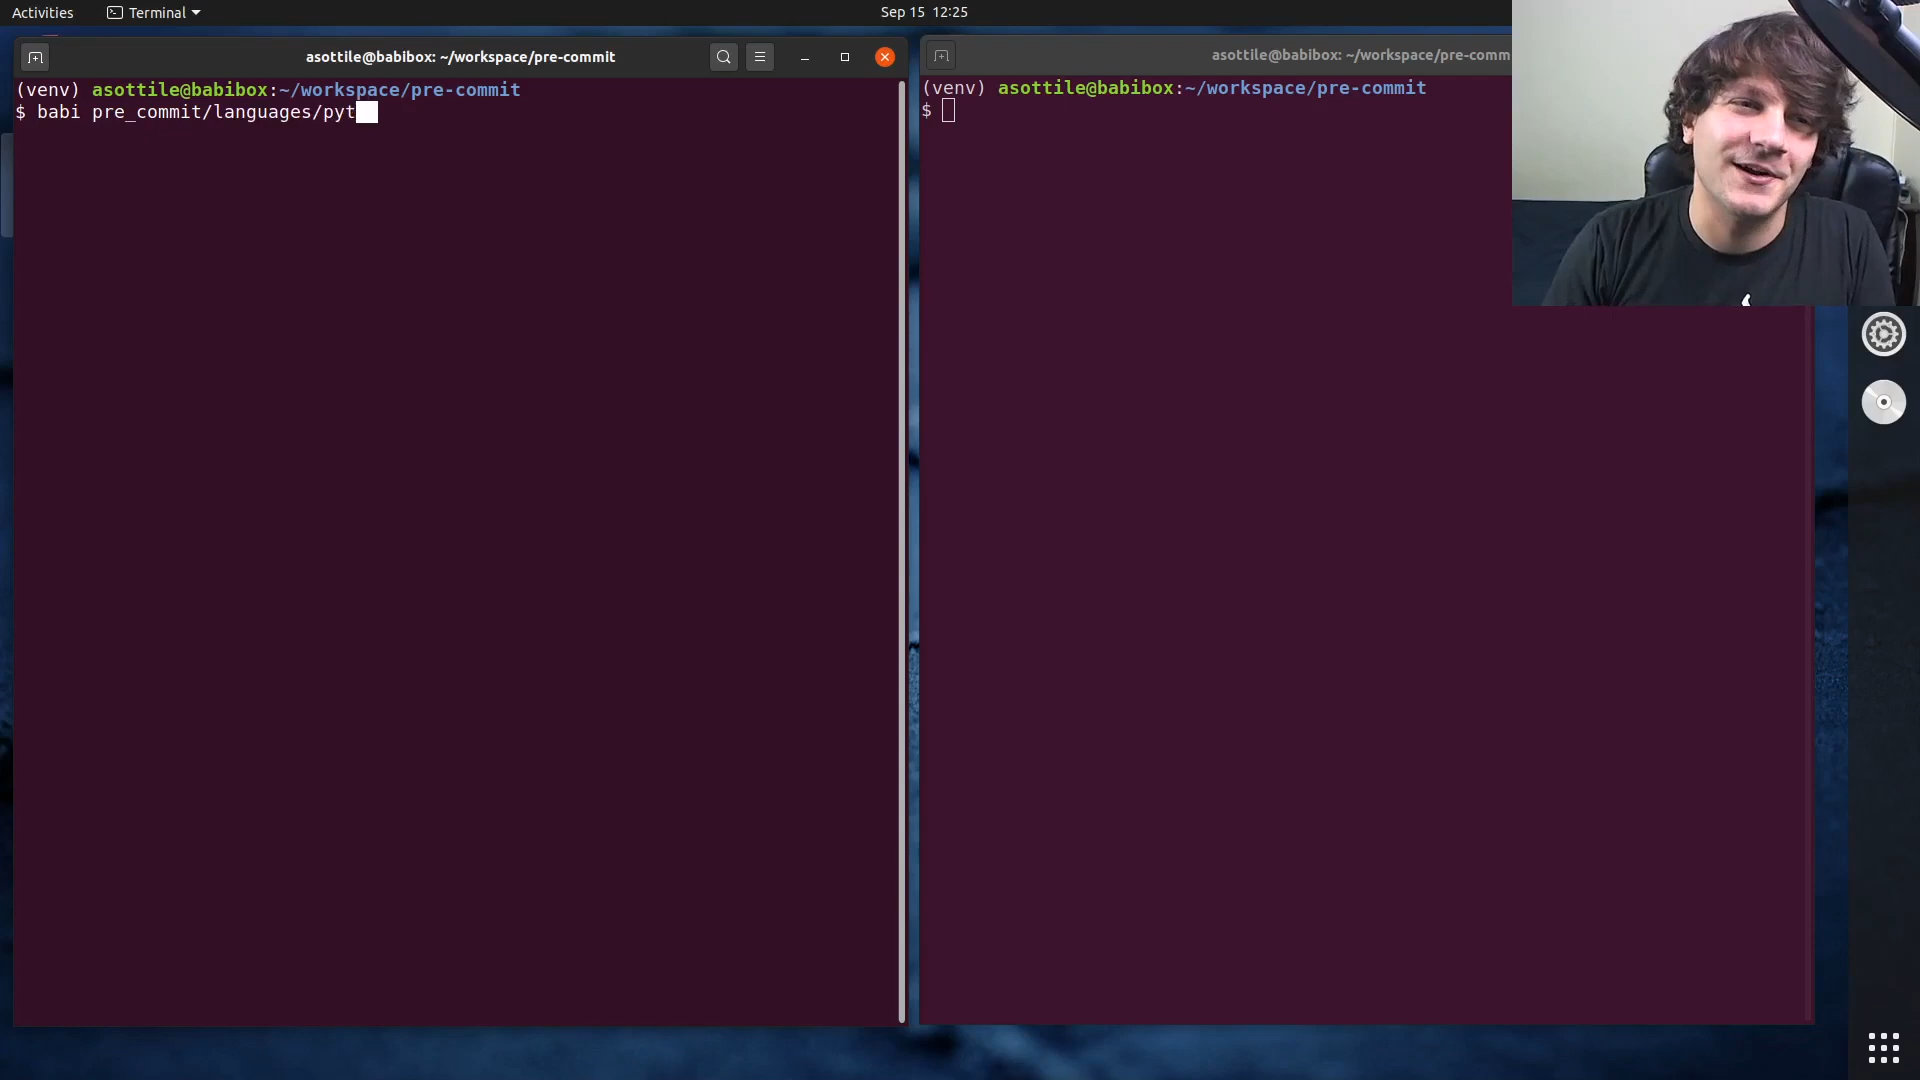 Activities
Terminal
Sep 15 12:25
asottile@babibox: ~/workspace/pre-commit
(venv) asottile@babibox:~/workspace/pre-commit
$ babi pre_commit/languages/pyt
asottile@babibox: ~/workspace/pre-comm
(venv) asottile@babibox:~/workspace/pre-commit
$